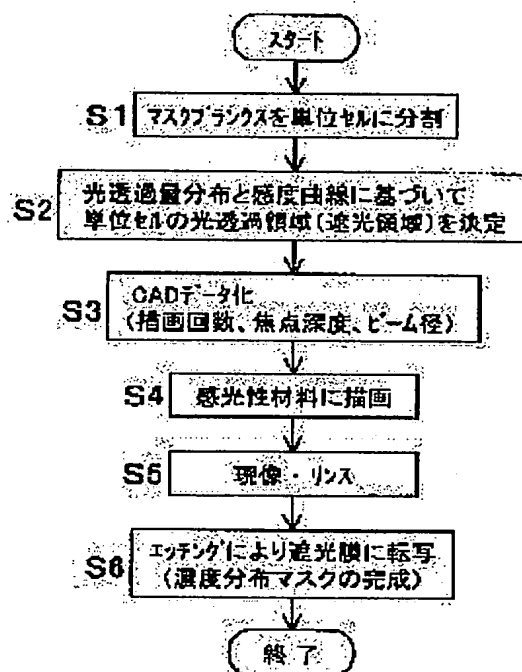 スタート
S1 マスクブランクスを単位セルに分割
S2 光透過量分布と感度曲線に基づいて
単位セルの光透過領域(遮光領域)を決定
S3 CADデータ化
(描画回数、焦点深度、ビーム径)
S4 感光性材料に描画
S5 現像・リンス
S6 エッチングにより遮光膜に転写
(濃度分布マスクの完成)
終了